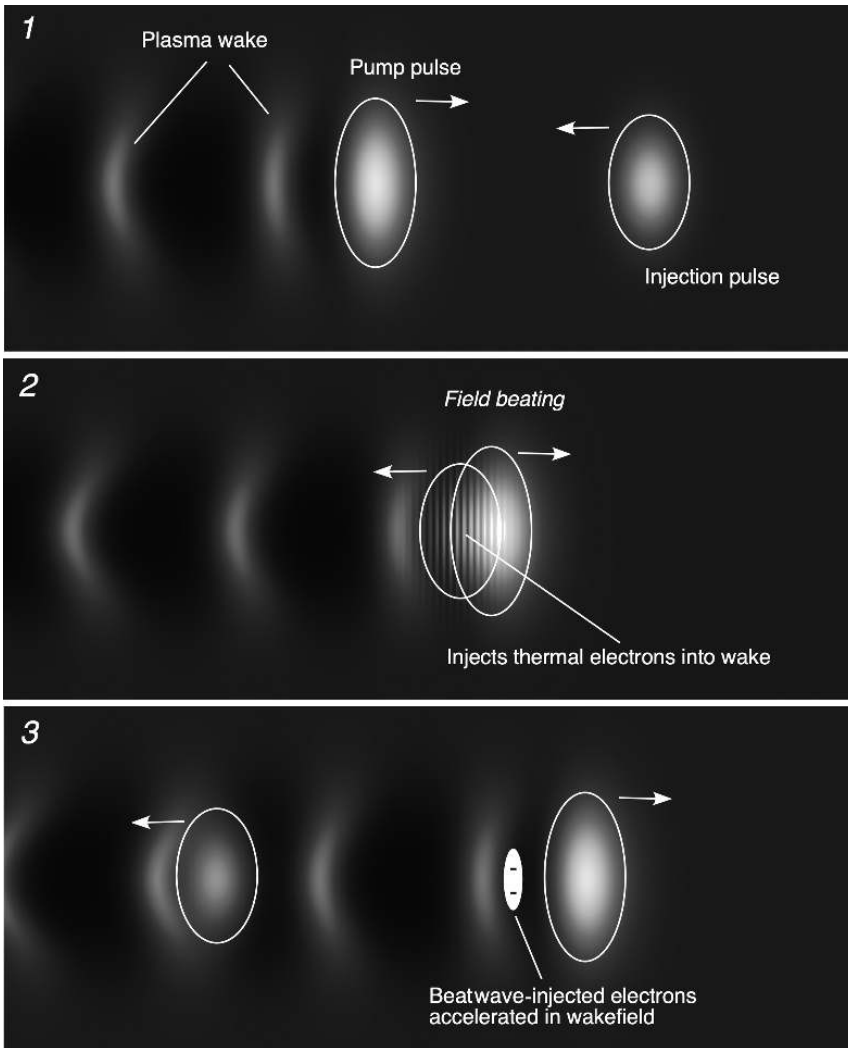 1
Plasma wake
Pump pulse
Injection pulse
2
Field beating
Injects thermal electrons into wake
3
Beatwave-injected electrons
accelerated in wakefield